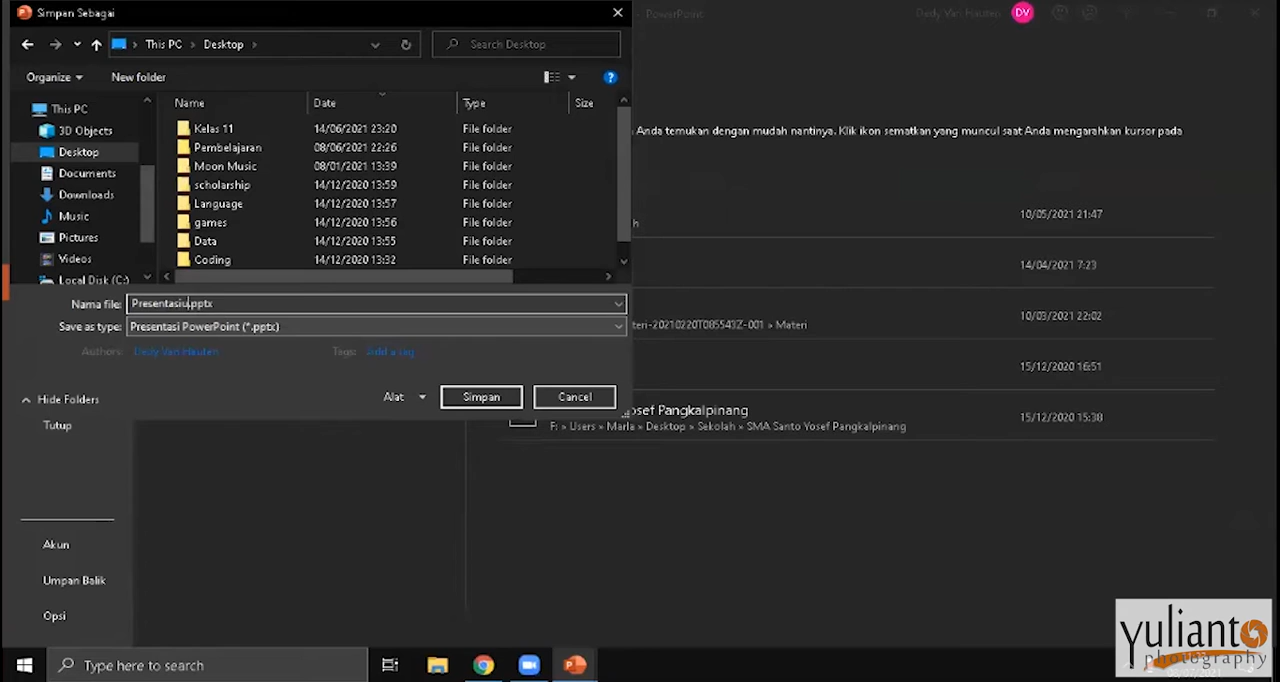 Simpan Sebagai
PowerPoint
Dedy Van Hauten
DV
This PC
Desktop
Search Desktop
Organize
New folder
?
Name
Date
Type
Size
This PC
3D Objects
Desktop
Documents
Downloads
Music
Pictures
Videos
Local Disk (C:)
Kelas 11 14/06/2021 23:20 File folder
Pembelajaran 08/06/2021 22:26 File folder
Moon Music 08/01/2021 13:39 File folder
scholarship 14/12/2020 13:59 File folder
Language 14/12/2020 13:57 File folder
games 14/12/2020 13:56 File folder
Data 14/12/2020 13:55 File folder
Coding 14/12/2020 13:32 File folder
Nama file: Presentasiu.pptx
Save as type: Presentasi PowerPoint (*.pptx)
Authors: Dedy Van Hauten
Tags: Add a tag
Hide Folders
Alat
Simpan
Cancel
Anda temukan dengan mudah nantinya. Klik ikon sematkan yang muncul saat Anda mengarahkan kursor pada
10/05/2021 21:47
14/04/2021 7:23
teri-20210220T085543Z-001 » Materi
10/03/2021 22:02
15/12/2020 16:51
osef Pangkalpinang
F: » Users » Maria » Desktop » Sekolah » SMA Santo Yosef Pangkalpinang
15/12/2020 15:38
Tutup
Akun
Umpan Balik
Opsi
Type here to search
yulianto
photography